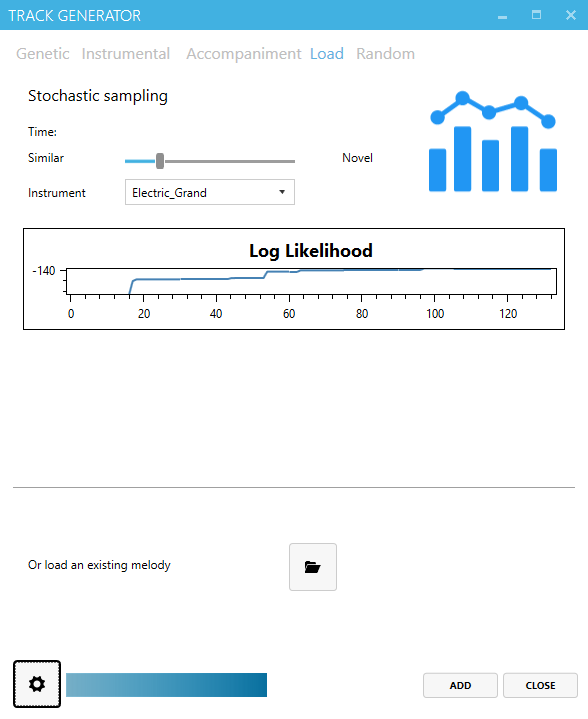 TRACK GENERATOR
Genetic Instrumental Accompaniment Load Random
Stochastic sampling
Time:
Similar Novel
Instrument Electric_Grand
Log Likelihood
-140
0 20 40 60 80 100 120
Or load an existing melody
ADD CLOSE